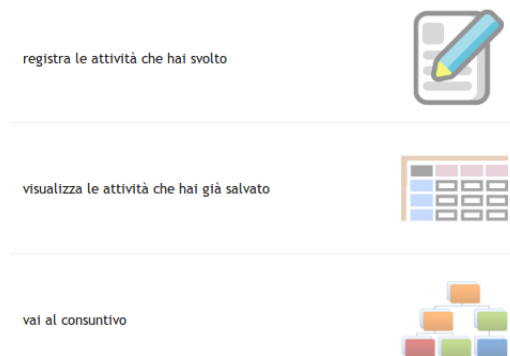 registra le attività che hai svolto
visualizza le attività che hai già salvato
vai al consuntivo